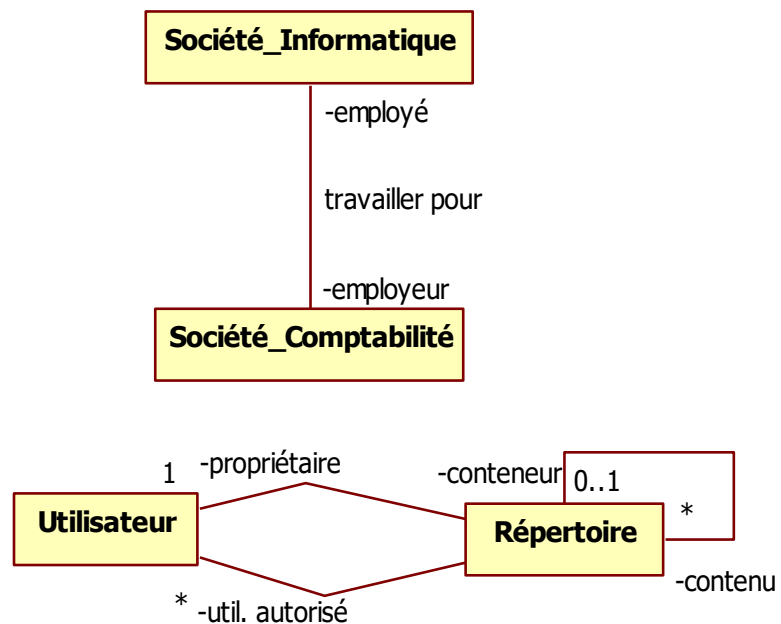 Société_Informatique
-employé
travailler pour
-employeur
Société_Comptabilité
1 -propriétaire
-conteneur 0..1
Utilisateur
Répertoire
*
-contenu
* -util. autorisé